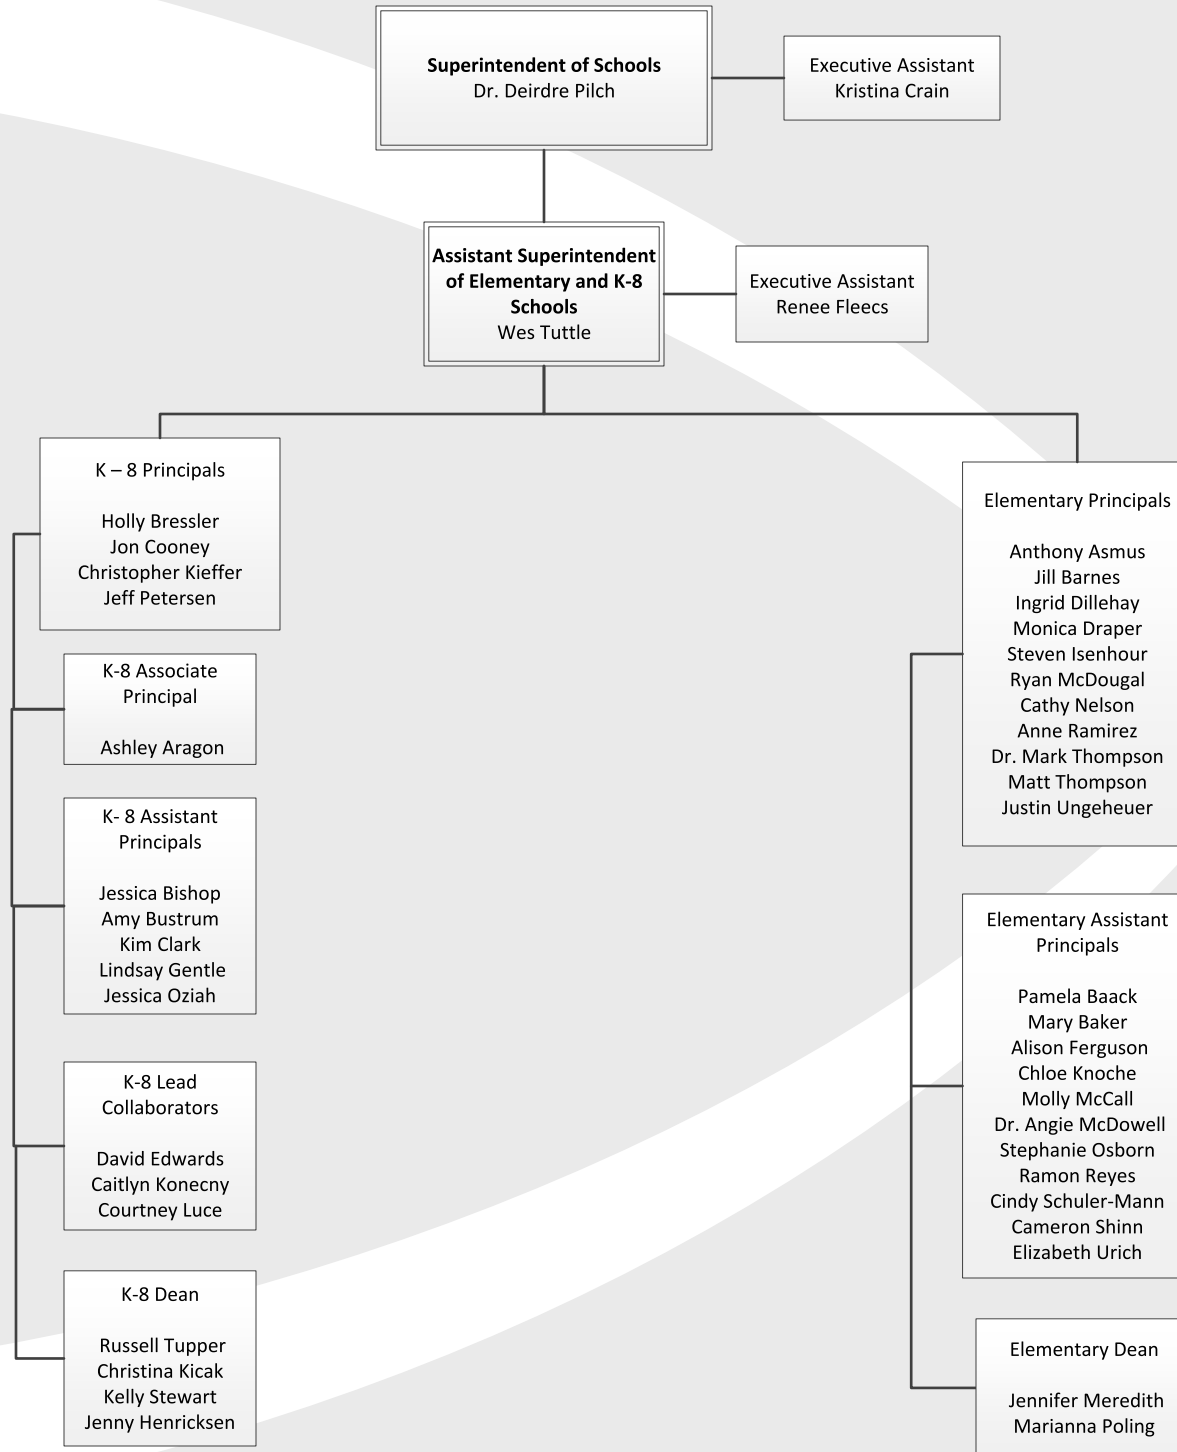 Superintendent of Schools
Dr. Deirdre Pilch
Executive Assistant
Kristina Crain
Assistant Superintendent
of Elementary and K-8
Schools
Wes Tuttle
Executive Assistant
Renee Fleecs
K – 8 Principals
Holly Bressler
Jon Cooney
Christopher Kieffer
Jeff Petersen
K-8 Associate
Principal
Ashley Aragon
K- 8 Assistant
Principals
Jessica Bishop
Amy Bustrum
Kim Clark
Lindsay Gentle
Jessica Oziah
K-8 Lead
Collaborators
David Edwards
Caitlyn Konecny
Courtney Luce
K-8 Dean
Russell Tupper
Christina Kicak
Kelly Stewart
Jenny Henricksen
Elementary Principals
Anthony Asmus
Jill Barnes
Ingrid Dillehay
Monica Draper
Steven Isenhour
Ryan McDougal
Cathy Nelson
Anne Ramirez
Dr. Mark Thompson
Matt Thompson
Justin Ungeheuer
Elementary Assistant
Principals
Pamela Baack
Mary Baker
Alison Ferguson
Chloe Knoche
Molly McCall
Dr. Angie McDowell
Stephanie Osborn
Ramon Reyes
Cindy Schuler-Mann
Cameron Shinn
Elizabeth Urich
Elementary Dean
Jennifer Meredith
Marianna Poling